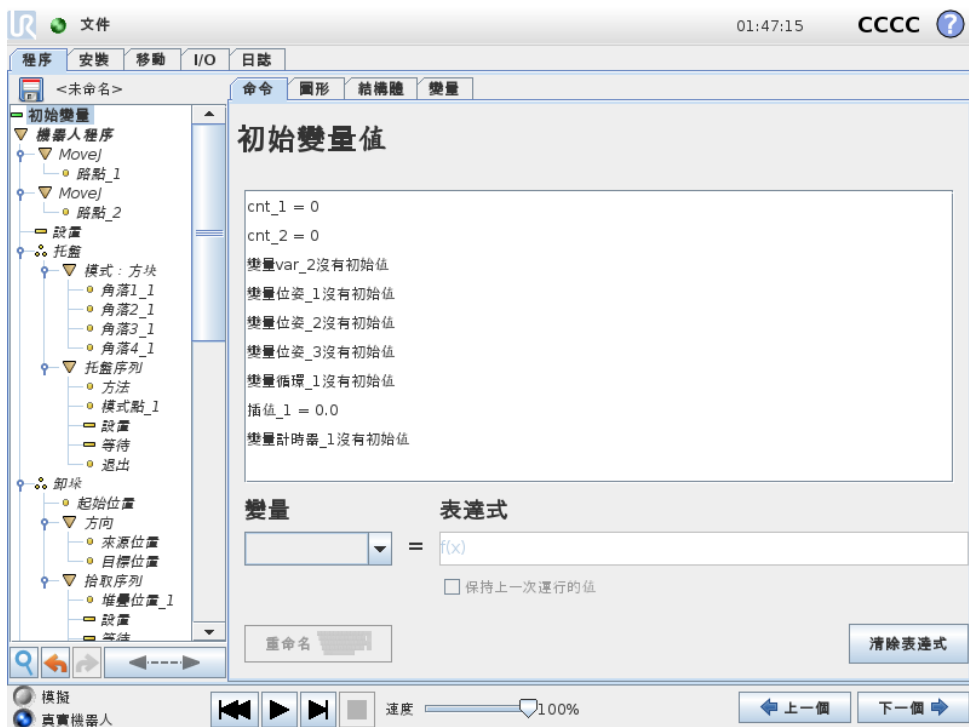 UR 文件 01:47:15 CCCC ?
程序 安裝 移動 I/O 日誌
<未命名> 命令 圖形 結構體 變量
初始變量
機器人程序
MoveJ
路點_1
MoveJ
路點_2
設置
托盤
模式：方块
角落1_1
角落2_1
角落3_1
角落4_1
托盤序列
方法
模式點_1
設置
等待
退出
卸垛
起始位置
方向
來源位置
目標位置
拾取序列
堆疊位置_1
設置
等待
初始變量值
cnt_1 = 0
cnt_2 = 0
變量var_2沒有初始值
變量位姿_1沒有初始值
變量位姿_2沒有初始值
變量位姿_3沒有初始值
變量循環_1沒有初始值
插值_1 = 0.0
變量計時器_1沒有初始值
變量 表達式
= f(x)
保持上一次運行的值
重命名 清除表達式
模擬
真實機器人
速度 100% 上一個 下一個